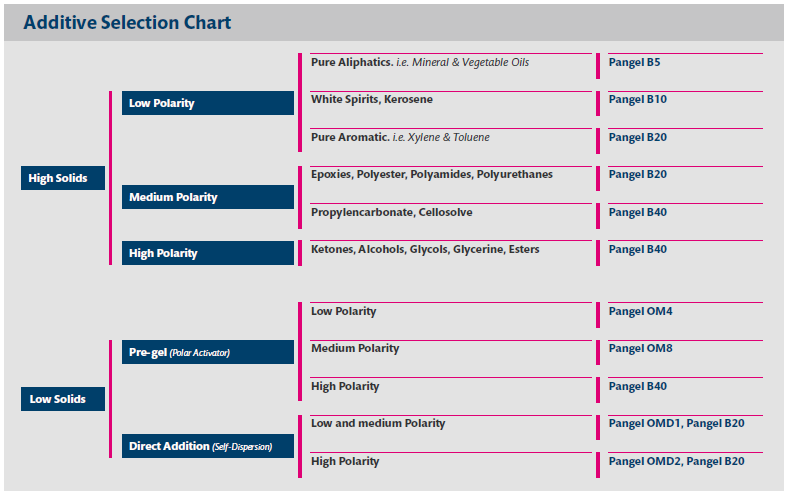 Additive Selection Chart
High Solids
Low Polarity
Pure Aliphatics. i.e. Mineral & Vegetable Oils
Pangel B5
White Spirits, Kerosene
Pangel B10
Pure Aromatic. i.e. Xylene & Toluene
Pangel B20
Medium Polarity
Epoxies, Polyester, Polyamides, Polyurethanes
Pangel B20
Propylencarbonate, Cellosolve
Pangel B40
High Polarity
Ketones, Alcohols, Glycols, Glycerine, Esters
Pangel B40
Low Solids
Pre-gel (Polar Activator)
Low Polarity
Pangel OM4
Medium Polarity
Pangel OM8
High Polarity
Pangel B40
Direct Addition (Self-Dispersion)
Low and medium Polarity
Pangel OMD1, Pangel B20
High Polarity
Pangel OMD2, Pangel B20